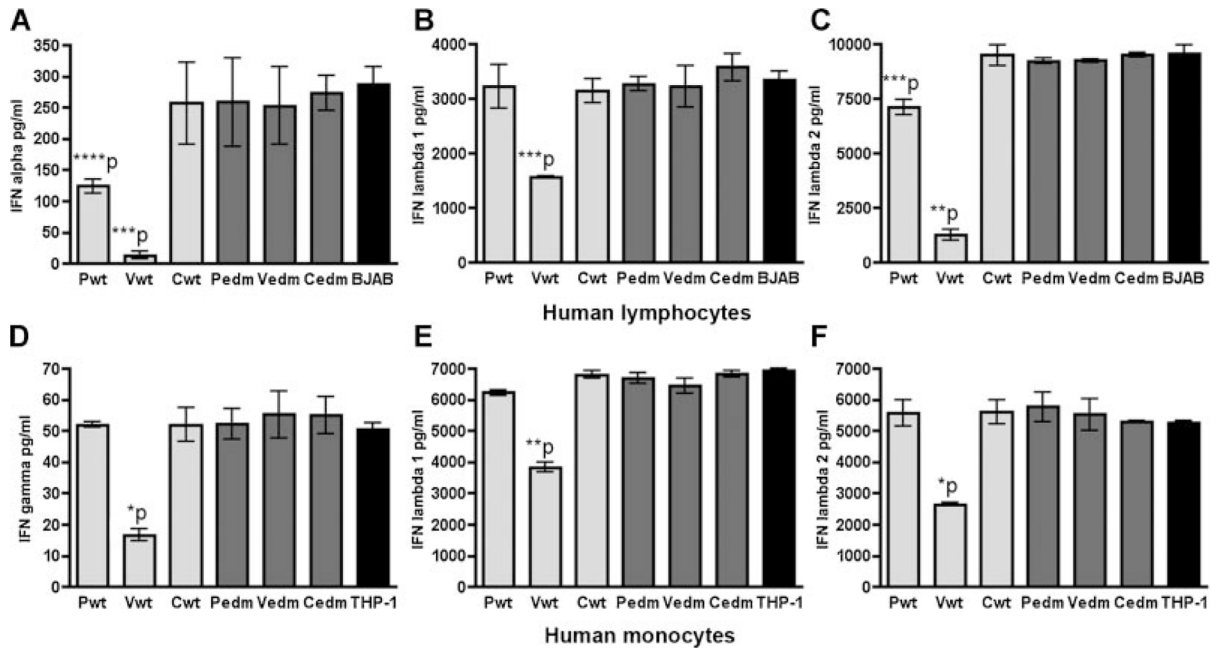 A
IFN alpha pg/ml
350
300
250
200
150
100
50
0
****p
***p
Pwt Vwt Cwt Pedm Vedm Cedm BJAB
B
IFN lambda 1 pg/ml
4000
3000
2000
1000
0
***p
Pwt Vwt Cwt Pedm Vedm Cedm BJAB
C
IFN lambda 2 pg/ml
10000
7500
5000
2500
0
***p
**p
Pwt Vwt Cwt Pedm Vedm Cedm BJAB
Human lymphocytes
D
IFN gamma pg/ml
70
60
50
40
30
20
10
0
*p
Pwt Vwt Cwt Pedm Vedm Cedm THP-1
E
IFN lambda 1 pg/ml
7000
6000
5000
4000
3000
2000
1000
0
**p
Pwt Vwt Cwt Pedm Vedm Cedm THP-1
F
IFN lambda 2 pg/ml
7000
6000
5000
4000
3000
2000
1000
0
*p
Pwt Vwt Cwt Pedm Vedm Cedm THP-1
Human monocytes